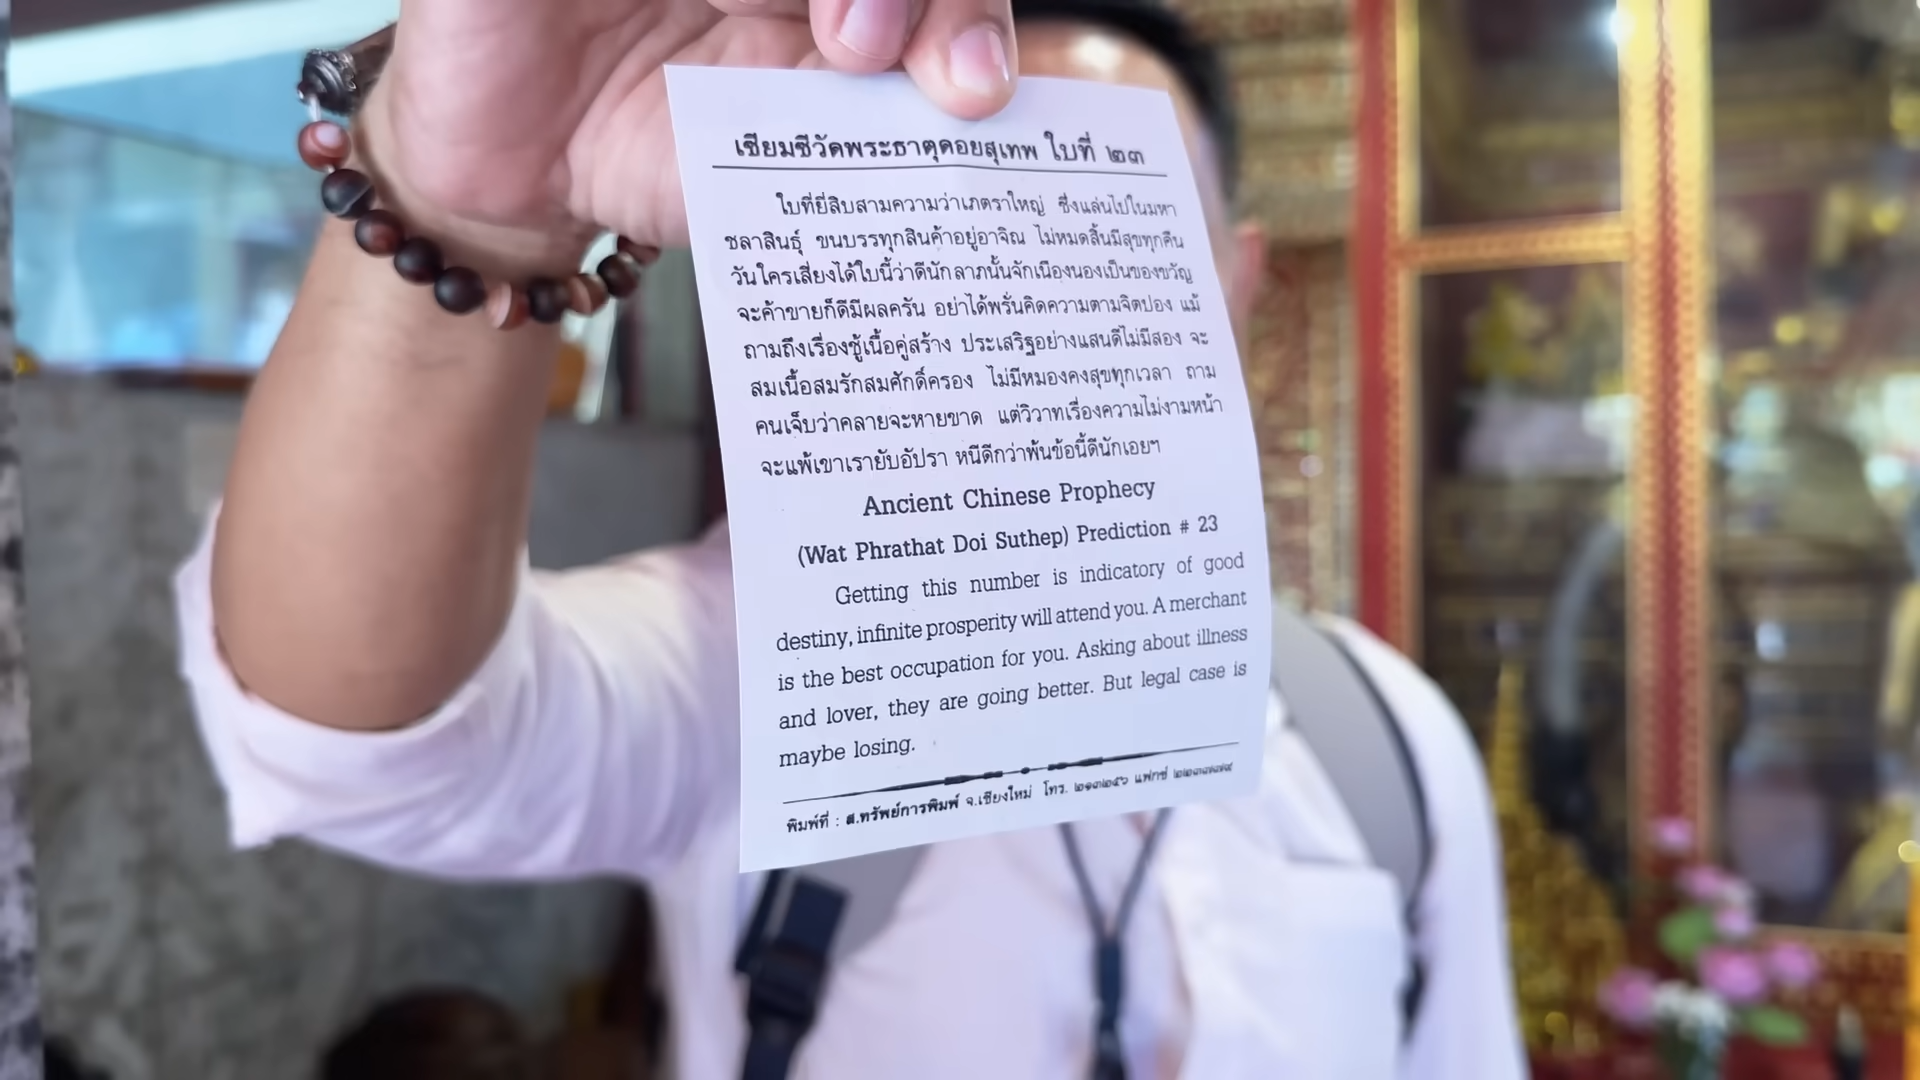 เซียมซีวัดพระธาตุดอยสุเทพ ใบที่ ๒๓
ใบที่ยี่สิบสามความว่าเภตราใหญ่ ซึ่งแล่นไปในมหา
ชลาสินธุ์ ขนบรรทุกสินค้าอยู่อาจิณ ไม่หมดสิ้นมีสุขทุกคืน
วันใครเสี่ยงได้ใบนี้ว่าดีนัก ลาภนั้นจักเนืองนองเป็นของขวัญ
จะค้าขายก็ดีมีผลครัน อย่าได้พรั่นคิดความตามจิตปอง แม้
ถามถึงเรื่องชู้เนื้อคู่สร้าง ประเสริฐอย่างแสนดีไม่มีสอง จะ
สมเนื้อสมรักสมศักดิ์ครอง ไม่มีหมองคงสุขทุกเวลา ถาม
คนเจ็บว่าคลายจะหายขาด แต่วิวาทเรื่องความไม่งามหน้า
จะแพ้เขาเรายับอัปรา หนีดีกว่าพ้นข้อนี้ดีนักเอยฯ
Ancient Chinese Prophecy
(Wat Phrathat Doi Suthep) Prediction # 23
Getting this number is indicatory of good
destiny, infinite prosperity will attend you. A merchant
is the best occupation for you. Asking about illness
and lover, they are going better. But legal case is
maybe losing.
พิมพ์ที่ : ส.ทรัพย์การพิมพ์ จ.เชียงใหม่ โทร. ๒๑๓๒๕๖ แฟกซ์